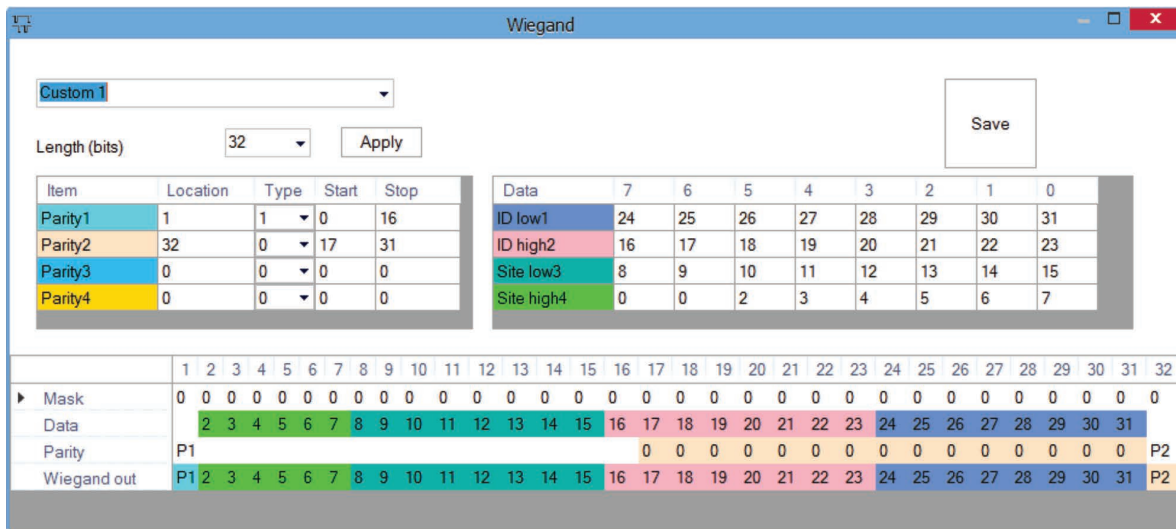 Wiegand
Custom 1
Save
Length (bits) 32 Apply
Item Location Type Start Stop
Parity1 1 1 0 16
Parity2 32 0 17 31
Parity3 0 0 0 0
Parity4 0 0 0 0
Data 7 6 5 4 3 2 1 0
ID low1 24 25 26 27 28 29 30 31
ID high2 16 17 18 19 20 21 22 23
Site low3 8 9 10 11 12 13 14 15
Site high4 0 0 2 3 4 5 6 7
1 2 3 4 5 6 7 8 9 10 11 12 13 14 15 16 17 18 19 20 21 22 23 24 25 26 27 28 29 30 31 32
Mask 0 0 0 0 0 0 0 0 0 0 0 0 0 0 0 0 0 0 0 0 0 0 0 0 0 0 0 0 0 0 0 0
Data 2 3 4 5 6 7 8 9 10 11 12 13 14 15 16 17 18 19 20 21 22 23 24 25 26 27 28 29 30 31
Parity P1 0 0 0 0 0 0 0 0 0 0 0 0 0 0 0 P2
Wiegand out P1 2 3 4 5 6 7 8 9 10 11 12 13 14 15 16 17 18 19 20 21 22 23 24 25 26 27 28 29 30 31 P2